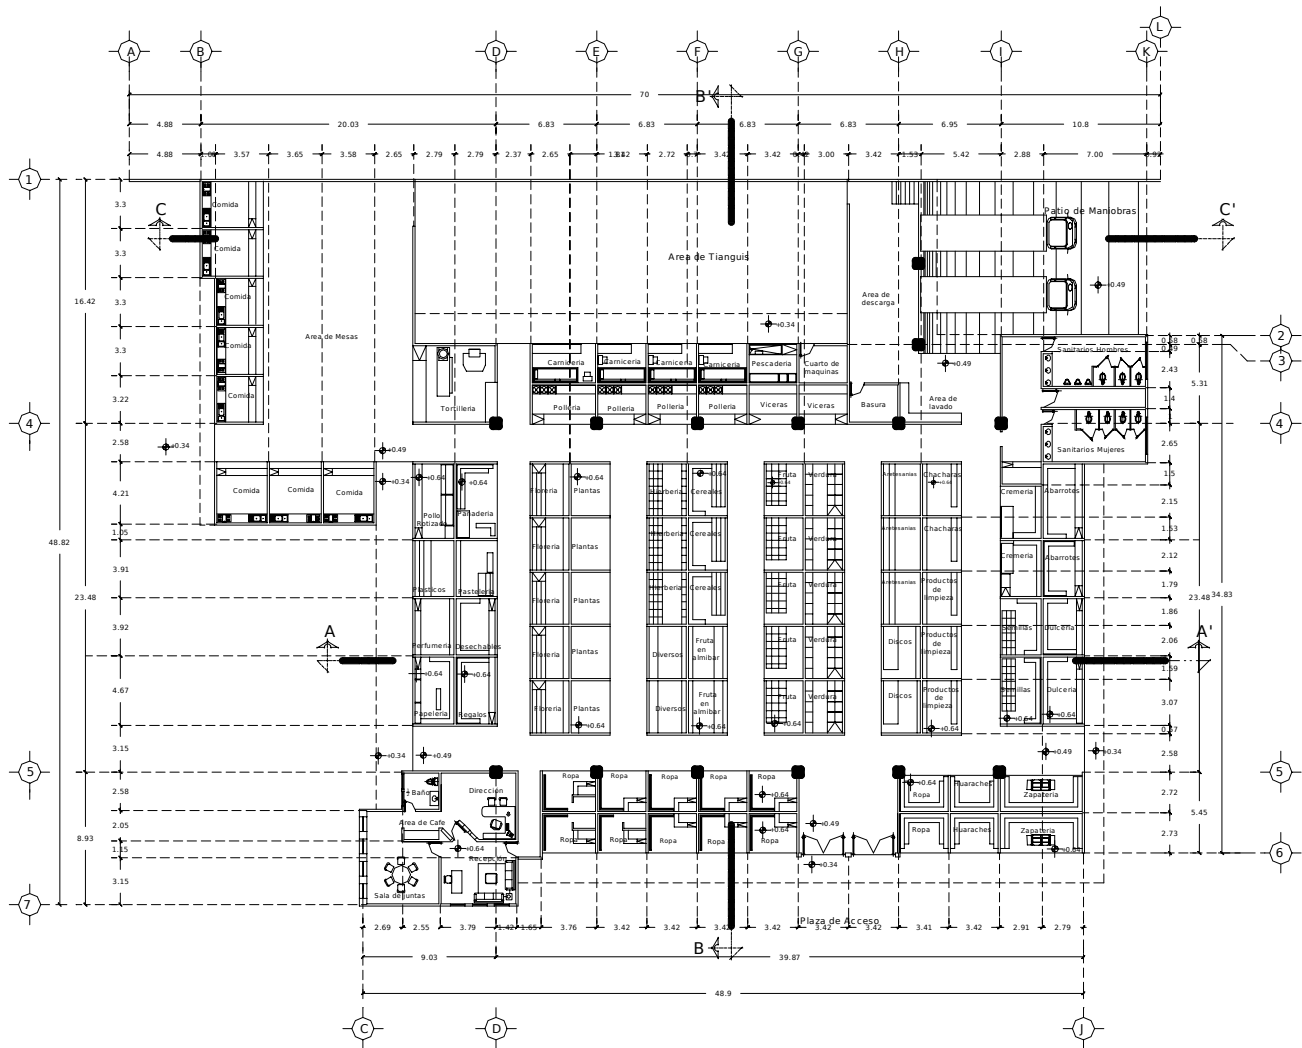 L
A
B
D
E
F
G
H
I
K
70
B'
4.88
20.03
6.83
6.83
6.83
6.83
6.95
10.8
4.88
3.57
3.65
3.58
2.65
2.79
2.79
2.37
2.65
2.72
3.42
3.42
3.00
3.42
1.53
5.42
2.88
7.00
1
C
C'
Comida
Comida
Comida
Comida
Comida
Area de Mesas
Area de Tianguis
Patio de Maniobras
Area de
descarga
+0.49
+0.34
+0.49
3.3
3.3
3.3
3.3
3.22
16.42
2
3
4
4
Carniceria
Carniceria
Carniceria
Carniceria
Pescaderia
Cuarto de
maquinas
Tortilleria
Polleria
Polleria
Polleria
Polleria
Viceras
Viceras
Basura
Area de
lavado
Sanitarios Hombres
Sanitarios Mujeres
0.58
0.58
2.43
5.31
1.4
2.65
1.5
2.58
+0.34
+0.49
+0.34
+0.64
+0.64
+0.64
+0.64
4.21
1.05
48.82
3.91
23.48
3.92
4.67
3.15
2.58
2.05
8.93
1.15
3.15
Comida
Comida
Comida
Pollo
Rotizado
Panaderia
Plasticos
Pasteleria
Perfumeria
Desechables
Papeleria
Regalos
Floreria
Plantas
Floreria
Plantas
Floreria
Plantas
Floreria
Plantas
Floreria
Plantas
Hierberia
Cereales
Hierberia
Cereales
Hierberia
Cereales
Diversos
Fruta
en
almibar
Diversos
Fruta
en
almibar
Fruta
Verdura
Fruta
Verdura
Fruta
Verdura
Fruta
Verdura
Fruta
Verdura
Artesanias
Chacharas
Artesanias
Chacharas
Artesanias
Productos
de
limpieza
Discos
Productos
de
limpieza
Discos
Productos
de
limpieza
Cremeria
Abarrotes
Cremeria
Abarrotes
Semillas
Dulceria
Semillas
Dulceria
2.15
1.53
2.12
1.79
1.86
23.48
34.83
2.06
1.59
3.07
0.67
2.58
2.72
5.45
2.73
A
A'
+0.64
+0.64
+0.64
+0.64
+0.64
+0.64
+0.64
+0.64
+0.34
+0.49
+0.49
+0.34
5
5
6
7
Baño
Direccion
Area de Cafe
+0.64
Recepcion
Sala de juntas
Ropa
Ropa
Ropa
Ropa
Ropa
+0.64
Ropa
Ropa
Ropa
Ropa
Ropa
+0.64
+0.49
+0.34
+0.64
Ropa
Huaraches
Zapateria
Ropa
Huaraches
Zapateria
Plaza de Acceso
2.69
2.55
3.79
1.42
1.65
3.76
3.42
3.42
3.42
3.42
3.42
3.42
3.41
3.42
2.91
2.79
B
9.03
39.87
48.9
C
D
J